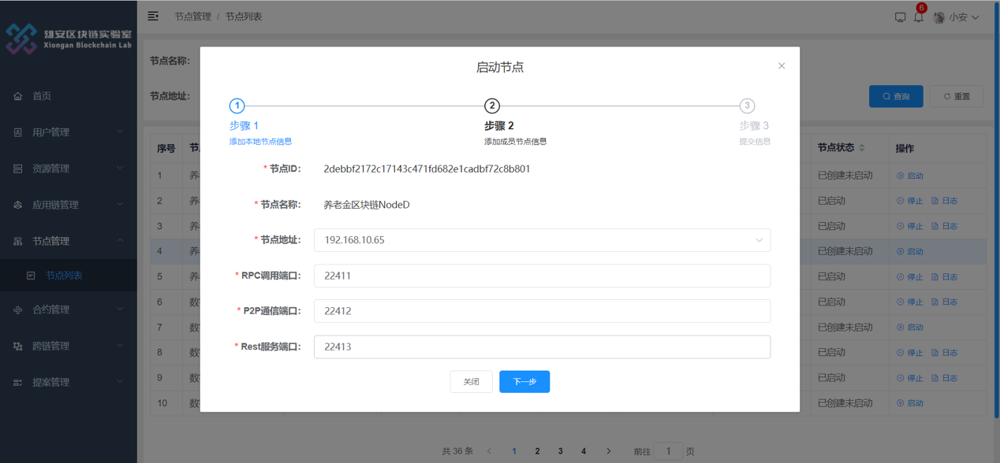 雄安区块链实验室
Xiongan Blockchain Lab
首页
用户管理
资源管理
应用链管理
节点管理
节点列表
合约管理
跨链管理
提案管理
节点管理 / 节点列表
6
小安
节点名称：
节点地址：
查询
重置
启动节点
1
2
3
步骤 1
步骤 2
步骤 3
添加本地节点信息
添加成员节点信息
提交信息
* 节点ID：
2debbf2172c17143c471fd682e1cadbf72c8b801
* 节点名称：
养老金区块链NodeD
* 节点地址：
192.168.10.65
* RPC调用端口：
22411
* P2P通信端口：
22412
* Rest服务端口：
22413
关闭
下一步
序号 节 节点状态 操作
1 养 已创建未启动 启动
2 养 已启动 停止 日志
3 养 已启动 停止 日志
4 养 已创建未启动 启动
5 养 已启动 停止 日志
6 数 已启动 停止 日志
7 数 已创建未启动 启动
8 数 已启动 停止 日志
9 数 已启动 停止 日志
10 数 已创建未启动 启动
共 36 条 1 2 3 4 前往 1 页